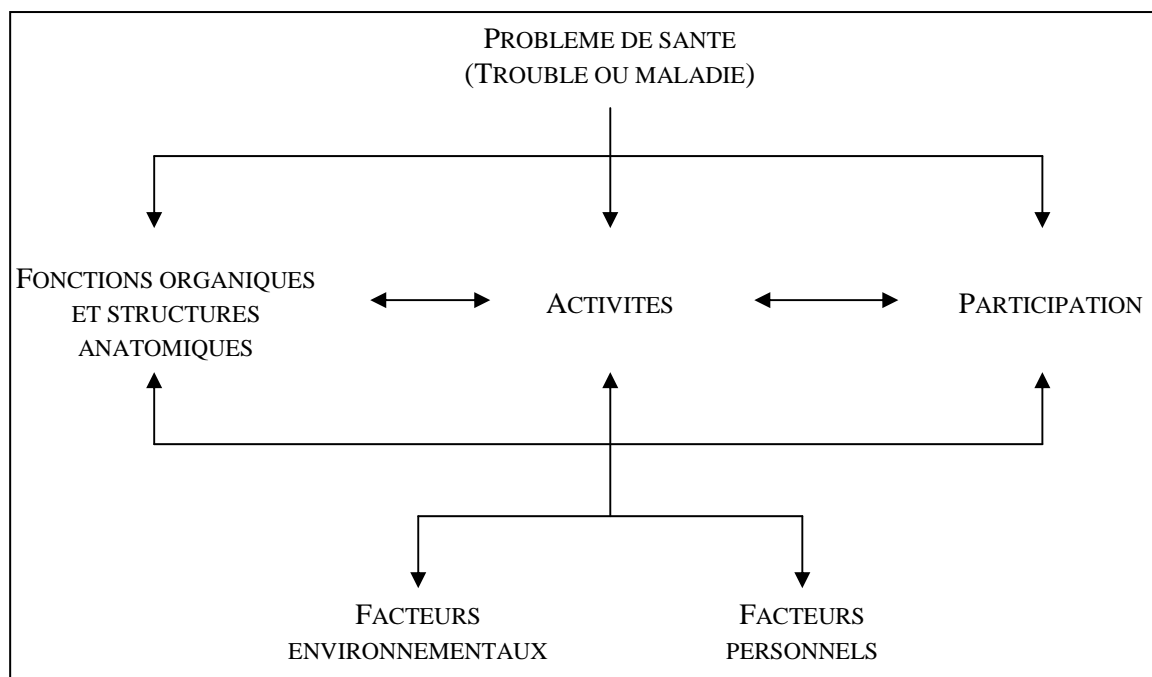 PROBLEME DE SANTE
(TROUBLE OU MALADIE)
FONCTIONS ORGANIQUES
ET STRUCTURES
ANATOMIQUES
ACTIVITES
PARTICIPATION
FACTEURS
ENVIRONNEMENTAUX
FACTEURS
PERSONNELS